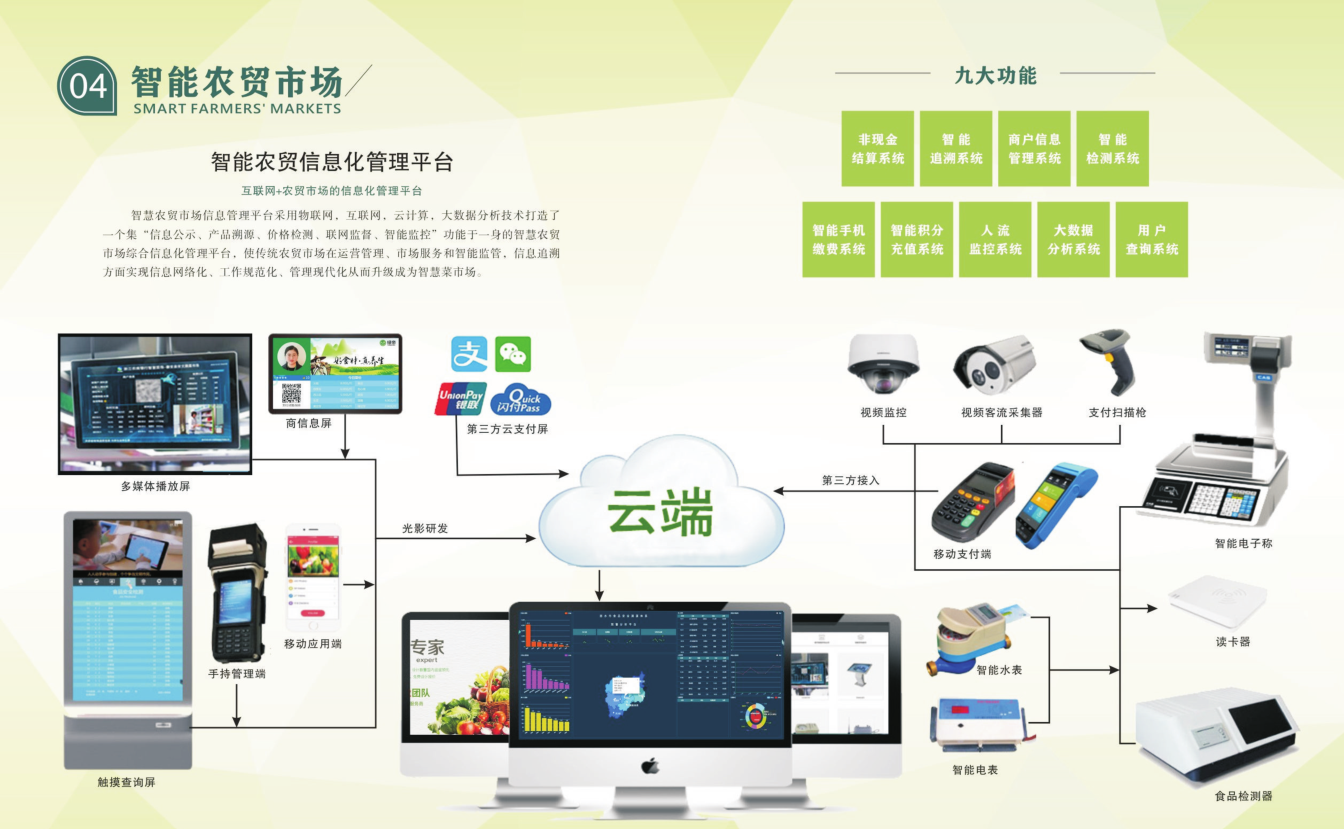 04
智能农贸市场
SMART FARMERS' MARKETS
智能农贸信息化管理平台
互联网+农贸市场的信息化管理平台
智慧农贸市场信息管理平台采用物联网，互联网，云计算，大数据分析技术打造了
一个集“信息公示、产品溯源、价格检测、联网监督、智能监控”功能于一身的智慧农贸
市场综合信息化管理平台，使传统农贸市场在运营管理、市场服务和智能监管，信息追溯
方面实现信息网络化、工作规范化、管理现代化从而升级成为智慧菜市场。
九大功能
非现金
结算系统
智 能
追溯系统
商户信息
管理系统
智 能
检测系统
智能手机
缴费系统
智能积分
充值系统
人 流
监控系统
大数据
分析系统
用 户
查询系统
多媒体播放屏
商信息屏
支
UnionPay
银联
Quick
闪付Pass
第三方云支付屏
视频监控
视频客流采集器
支付扫描枪
CAS
智能电子称
第三方接入
移动支付端
云端
光影研发
触摸查询屏
手持管理端
移动应用端
专家
expert
团队
智能水表
智能电表
读卡器
食品检测器